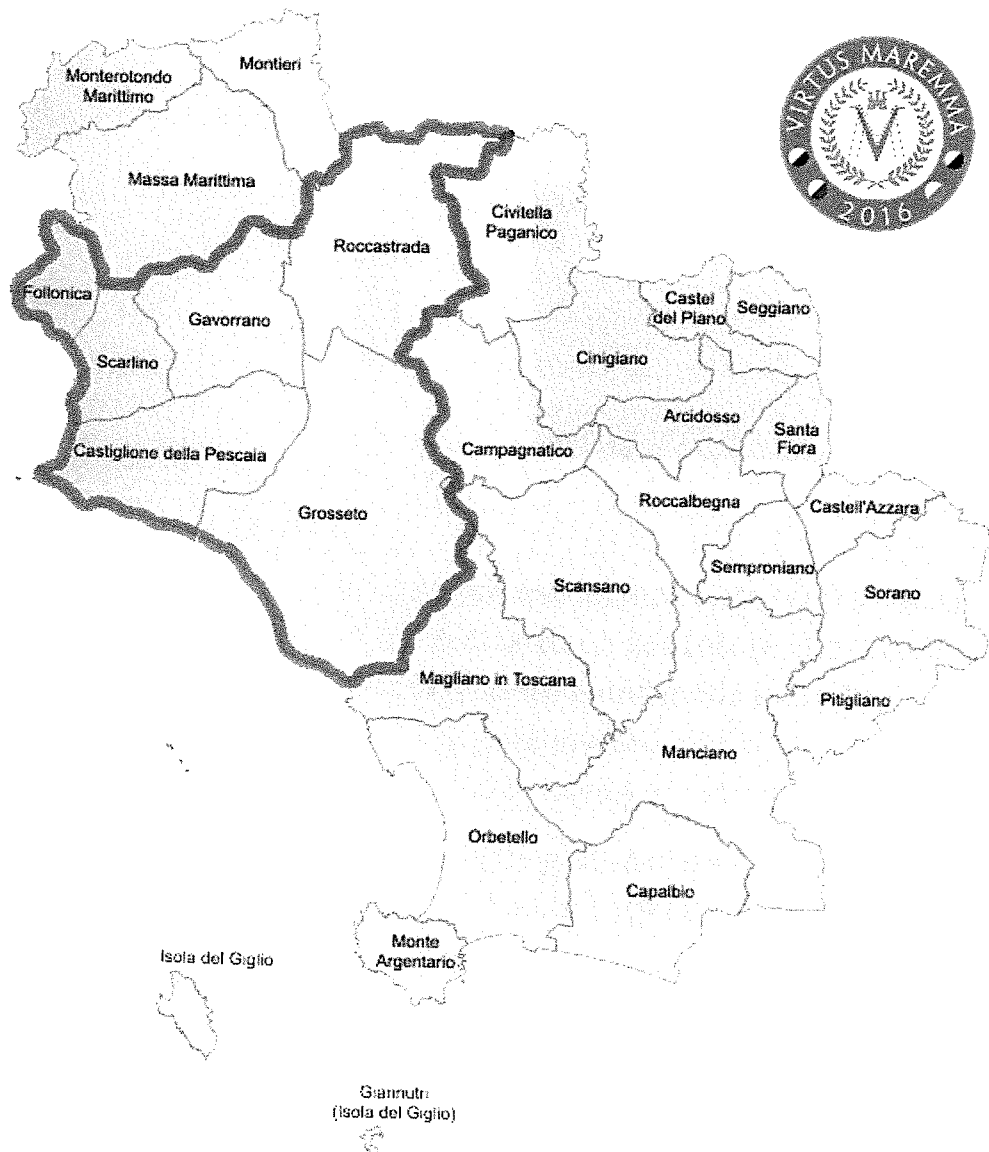 VIRTUS MAREMMA
2016
Monterotondo
Marittimo
Montieri
Massa Marittima
Civitella
Paganico
Roccastrada
Follonica
Gavorrano
Castel
del Piano
Seggiano
Scarlino
Cinigiano
Arcidosso
Santa
Fiora
Castiglione della Pescaia
Campagnatico
Grosseto
Roccalbegna
Castell'Azzara
Semproniano
Scansano
Sorano
Magliano in Toscana
Pitigliano
Manciano
Orbetello
Capalbio
Monte
Argentario
Isola del Giglio
Giannutri
(Isola del Giglio)